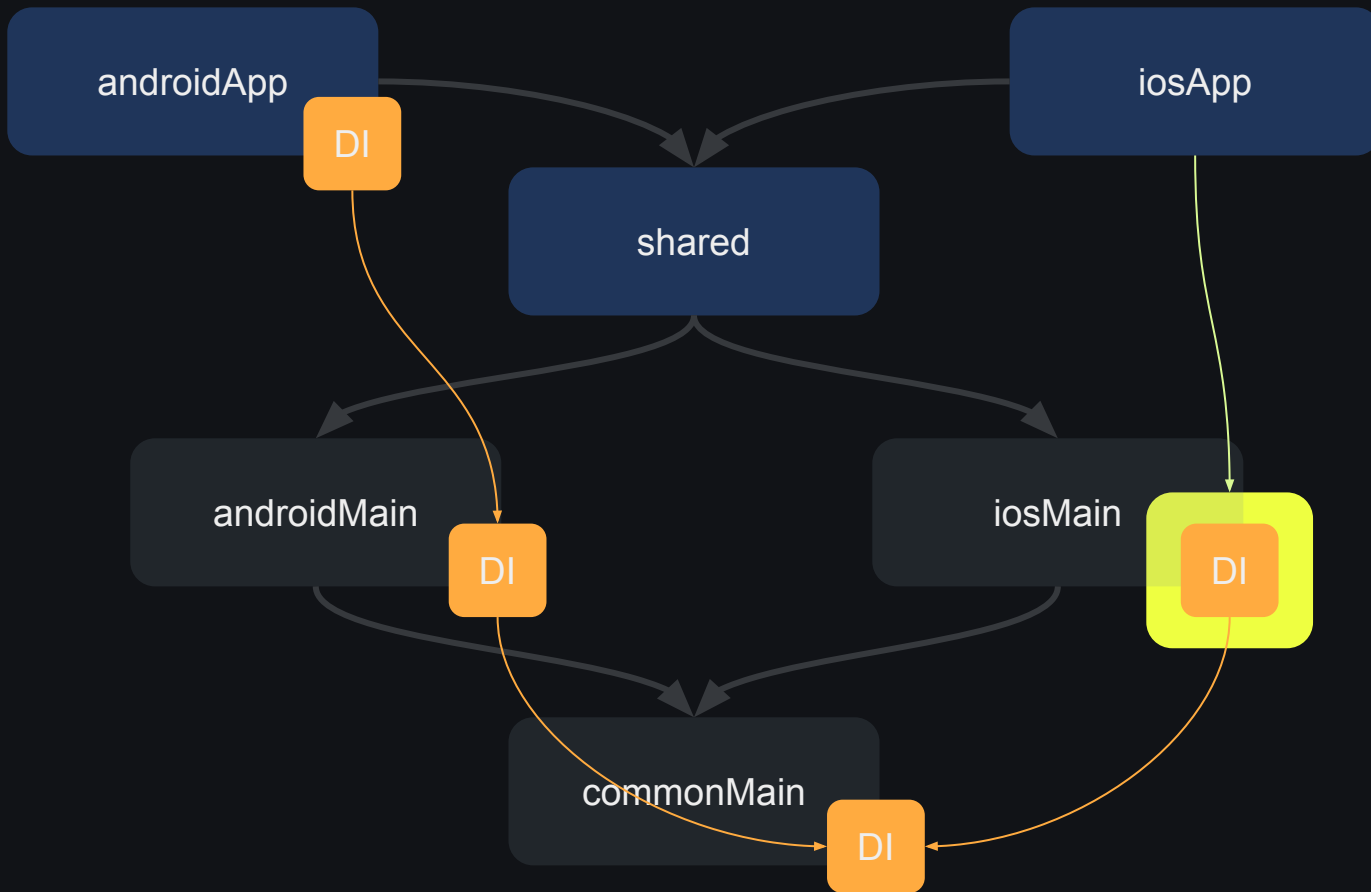 androidApp
iosApp
DI
shared
androidMain
iosMain
DI
DI
commonMain
DI